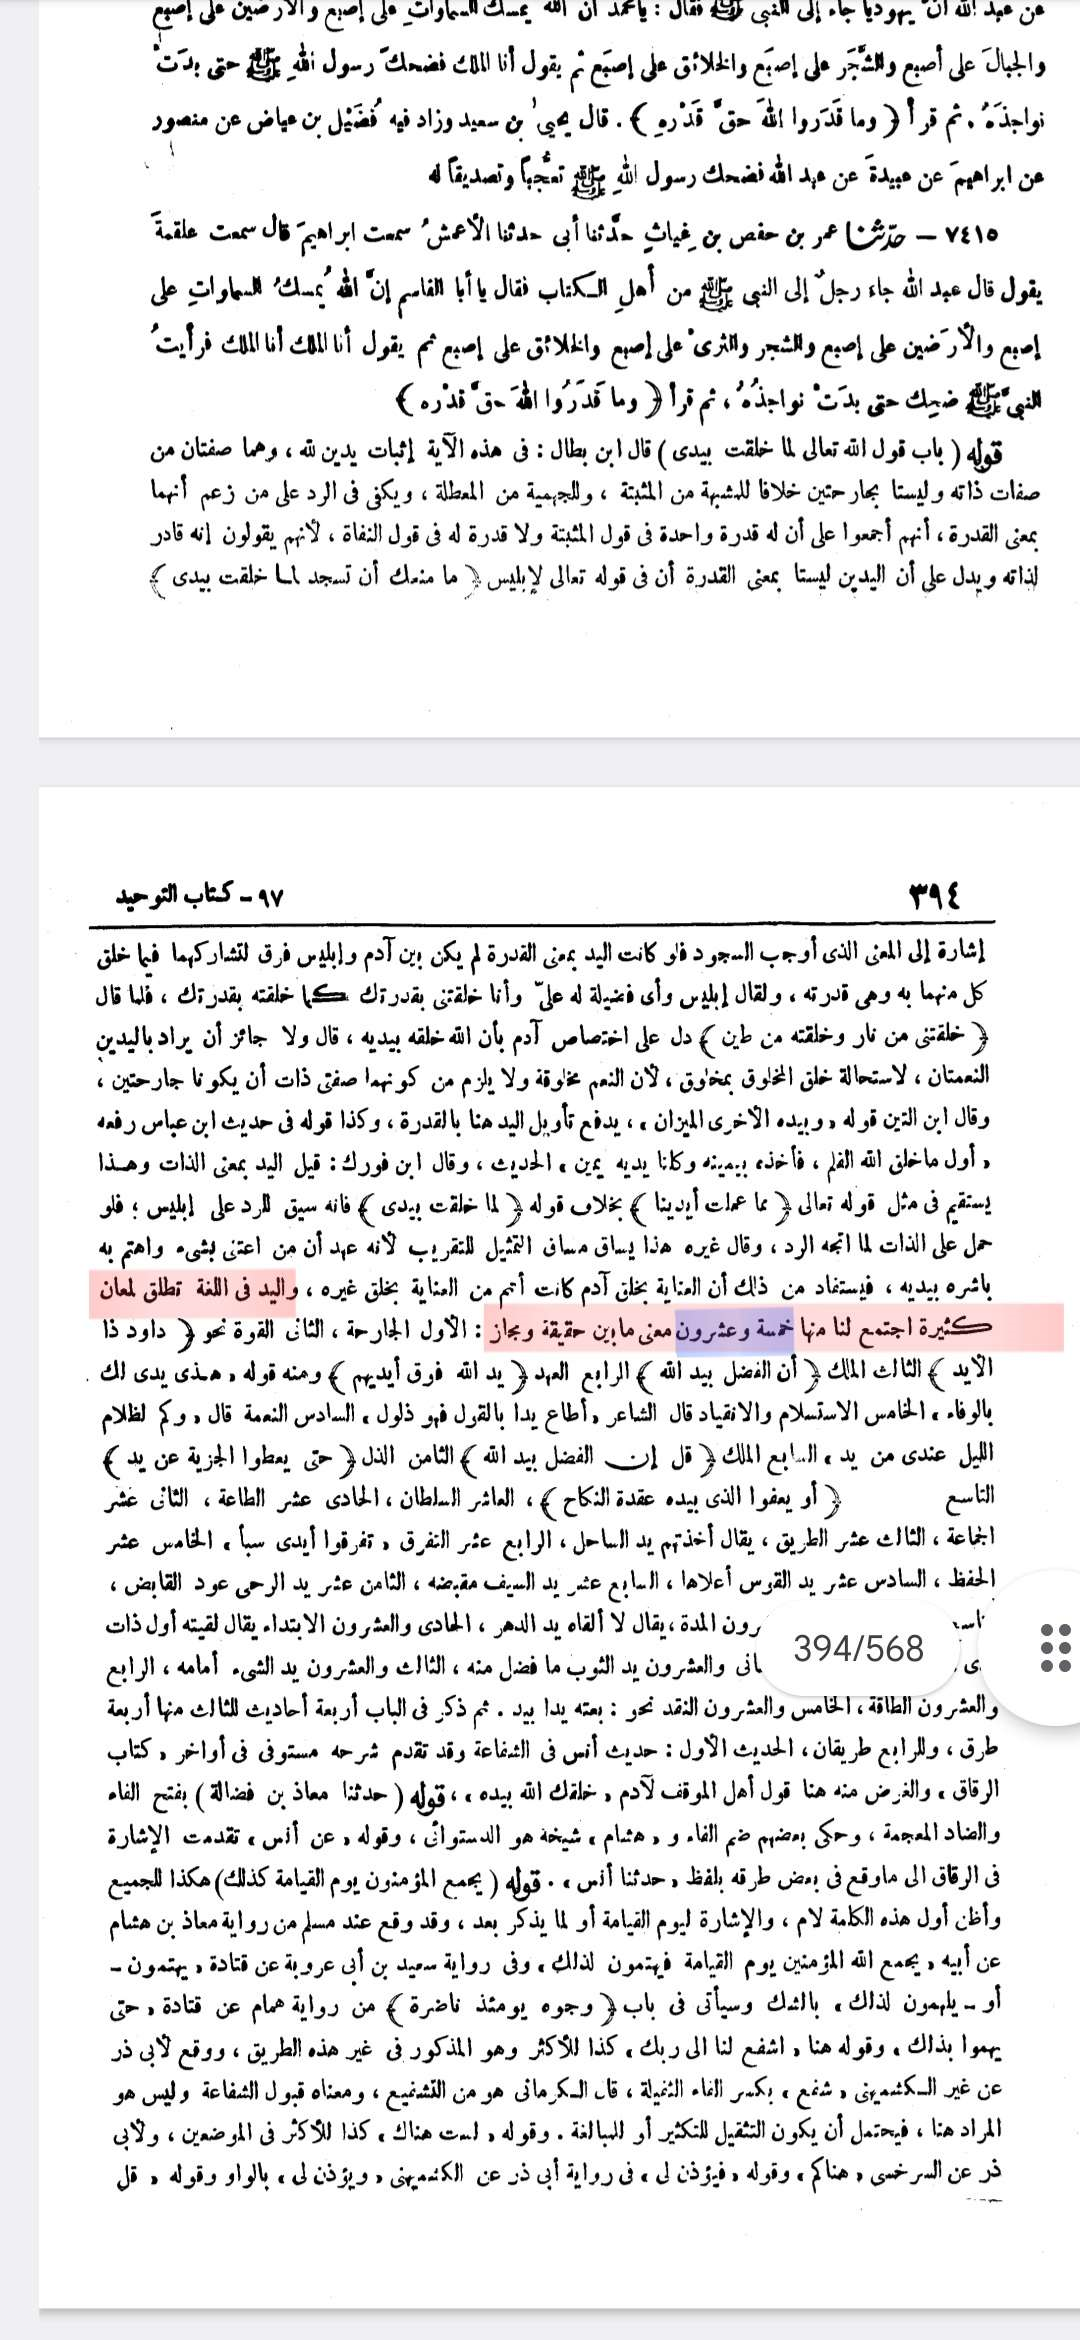 عن عبد الله أن يهوديا جاء إلى النبي ﷺ فقال : يامحمد ان الله يمسك السماوات على إصبع والأرضين على إصبع
والجبالَ على أصبع والشَّجَر على إصبَع والخلائق على إصبَع ثم يقول أنا الملك فضحكَ رسول اللهِ ﷺ حتى بدَتْ
نواجذَهُ . ثم قرأ ﴿ وما قَدَروا اللهَ حقَّ قَدْرِهِ ﴾ . قال يحيىٰ بن سعيد وزاد فيه فُضَيْل بن عياض عن منصور
عن ابراهيمَ عن عبيدةَ عن عبد الله فضحك رسول اللهِ ﷺ تعجُّباً وتصديقاً له
٧٤١٥ – حدّثنا عمر بن حفص بن غِياثٍ حدَّثنا أبى حدثنا الأعمشُ سمعت ابراهيمَ قال سمعت علقمةَ
يقول قال عبد الله جاء رجلٌ إلى النبي ﷺ من أهلِ الكتاب فقال يا أبا القاسم إنَّ اللهَ يُمسكُ السماواتِ على
إصبع والأرَضين على إصبع والشجر والثرىٰ على إصبع والخلائق على إصبع ثم يقول أنا الملك أنا الملك فرأيتُ
النبيَّ ﷺ ضحِك حتى بدَتْ نواجذُهُ ، ثم قرأ ﴿ وما قَدَرُوا اللهَ حقَّ قدْره ﴾
قوله ( باب قول الله تعالى لما خلقت بيدى ) قال ابن بطال : فى هذه الآية إثبات يدين لله ، وهما صفتان من
صفات ذاته وليستا بجارحتين خلافا للمشبهة من المثبتة ، وللجهمية من المعطلة ، ويكفى فى الرد على من زعم أنهما
بمعنى القدرة ، أنهم أجمعوا على أن له قدرة واحدة فى قول المثبتة ولا قدرة له فى قول النفاة ، لأنهم يقولون إنه قادر
لذاته ويدل على أن اليدين ليستا بمعنى القدرة أن فى قوله تعالى لإبليس ﴿ ما منعك أن تسجد لما خلقت بيدى ﴾
٣٩٤
٩٧ – كتاب التوحيد
إشارة إلى المعنى الذى أوجب السجود فلو كانت اليد بمعنى القدرة لم يكن بين آدم وإبليس فرق لتشاركهما فيما خلق
كل منهما به وهى قدرته ، ولقال إبليس وأى فضيلة له علىّ وأنا خلقتنى بقدرتك كما خلقته بقدرتك ، فلما قال
﴿ خلقتنى من نار وخلقته من طين ﴾ دل على اختصاص آدم بأن الله خلقه بيديه ، قال ولا جائز أن يراد باليدين
النعمتان ، لاستحالة خلق المخلوق بمخلوق ، لأن النعم مخلوقة ولا يلزم من كونهما صفتى ذات أن يكونا جارحتين ،
وقال ابن التين قوله « وبيده الأخرى الميزان » ، يدفع تأويل اليد هنا بالقدرة ، وكذا قوله فى حديث ابن عباس رفعه
« أول ماخلق الله القلم ، فأخذه بيمينه وكلتا يديه يمين » الحديث ، وقال ابن فورك : قيل اليد بمعنى الذات وهذا
يستقيم فى مثل قوله تعالى ﴿ مما عملت أيدينا ﴾ بخلاف قوله ﴿ لما خلقت بيدى ﴾ فانه سيق للرد على إبليس ؛ فلو
حمل على الذات لما اتجه الرد ، وقال غيره هذا يساق مساق التمثيل للتقريب لأنه عهد أن من اعتنى بشىء واهتم به
باشره بيديه ، فيستفاد من ذلك أن العناية بخلق آدم كانت أتم من العناية بخلق غيره ، واليد فى اللغة تطلق لمعان
كثيرة اجتمع لنا منها خمسة وعشرون معنى مابين حقيقة ومجاز : الأول الجارحة ، الثانى القوة نحو ﴿ داود ذا
الأيد ﴾ الثالث الملك ﴿ أن الفضل بيد الله ﴾ الرابع العهد ﴿ يد الله فوق أيديهم ﴾ ومنه قوله « هذى يدى لك
بالوفاء » الخامس الاستسلام والانقياد قال الشاعر « أطاع يدا بالقول فهو ذلول » السادس النعمة قال « وكم لظلام
الليل عندى من يد » السابع الملك ﴿ قل إن الفضل بيد الله ﴾ الثامن الذل ﴿ حتى يعطوا الجزية عن يد ﴾
التاسع ﴿ أو يعفوا الذى بيده عقدة النكاح ﴾ ، العاشر السلطان ، الحادى عشر الطاعة ، الثانى عشر
الجماعة ، الثالث عشر الطريق ، يقال أخذتهم يد الساحل ، الرابع عشر التفرق « تفرقوا أيدى سبأ » الخامس عشر
الحفظ ، السادس عشر يد القوس أعلاها ، السابع عشر يد السيف مقبضه ، الثامن عشر يد الرحى عود القابض ،
رون المدة ، يقال لا ألقاه يد الدهر ، الحادى والعشرون الابتداء يقال لقيته أول ذات
انى والعشرون يد الثوب ما فضل منه ، الثالث والعشرون يد الشىء أمامه ، الرابع
394/568
والعشرون الطاقة ، الخامس والعشرون النقد نحو : بعته يدا بيد . ثم ذكر فى الباب أربعة أحاديث للثالث منها أربعة
طرق ، وللرابع طريقان ، الحديث الأول : حديث أنس فى الشفاعة وقد تقدم شرحه مستوفى فى أواخر « كتاب
الرقاق » والغرض منه هنا قول أهل الموقف لآدم « خلقك الله بيده » ، قوله ( حدثنا معاذ بن فضالة ) بفتح الفاء
والضاد المعجمة ، وحكى بعضهم ضم الفاء و « هشام » شيخه هو الدستوائى ، وقوله « عن أنس » تقدمت الإشارة
فى الرقاق الى ماوقع فى بعض طرقه بلفظ « حدثنا أنس » . قوله ( يجمع المؤمنون يوم القيامة كذلك ) هكذا للجميع
وأظن أول هذه الكلمة لام ، والإشارة ليوم القيامة أو لما يذكر بعد ، وقد وقع عند مسلم من رواية معاذ بن هشام
عن أبيه « يجمع الله المؤمنين يوم القيامة فيهتمون لذلك » وفى رواية سعيد بن أبى عروبة عن قتادة « يهتمون –
أو – يلهمون لذلك » بالشك وسيأتى فى باب ﴿ وجوه يومئذ ناضرة ﴾ من رواية همام عن قتادة « حتى
يهموا بذلك » وقوله هنا « اشفع لنا الى ربك » كذا للأكثر وهو المذكور فى غير هذه الطريق ، ووقع لأبى ذر
عن غير الكشميهنى « شفع » بكسر الفاء الثقيلة ، قال الكرمانى هو من التشفيع ، ومعناه قبول الشفاعة وليس هو
المراد هنا ، فيحتمل أن يكون التثقيل للتكثير أو للمبالغة . وقوله « لست هناك » كذا للأكثر فى الموضعين ، ولأبى
ذر عن السرخسى « هناكم » وقوله « فيؤذن لى » فى رواية أبى ذر عن الكشميهنى « ويؤذن لى » بالواو وقوله « قل